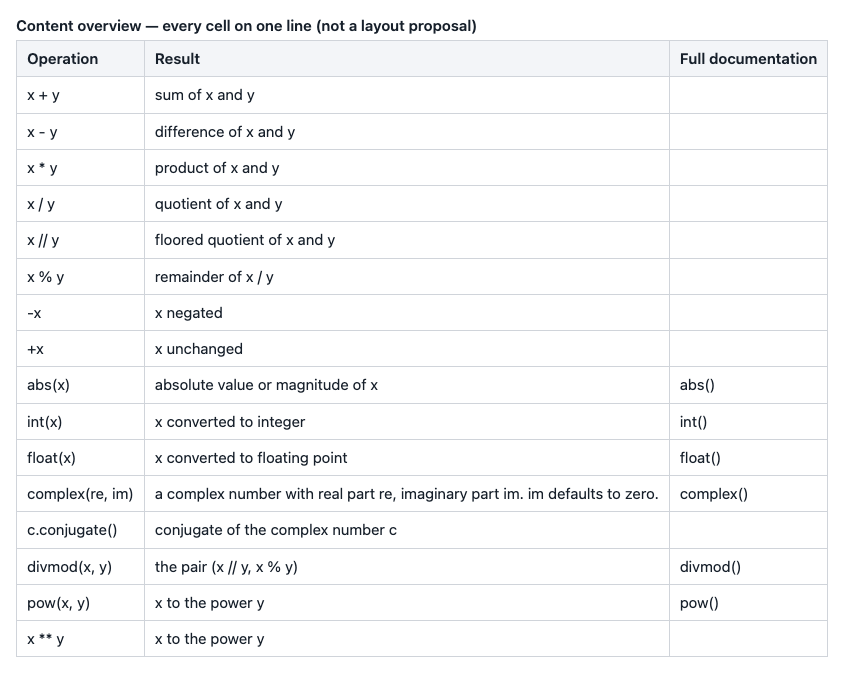 Content overview — every cell on one line (not a layout proposal)
Operation Result Full documentation
x + y sum of x and y
x - y difference of x and y
x * y product of x and y
x / y quotient of x and y
x // y floored quotient of x and y
x % y remainder of x / y
-x x negated
+x x unchanged
abs(x) absolute value or magnitude of x abs()
int(x) x converted to integer int()
float(x) x converted to floating point float()
complex(re, im) a complex number with real part re, imaginary part im. im defaults to zero. complex()
c.conjugate() conjugate of the complex number c
divmod(x, y) the pair (x // y, x % y) divmod()
pow(x, y) x to the power y pow()
x ** y x to the power y